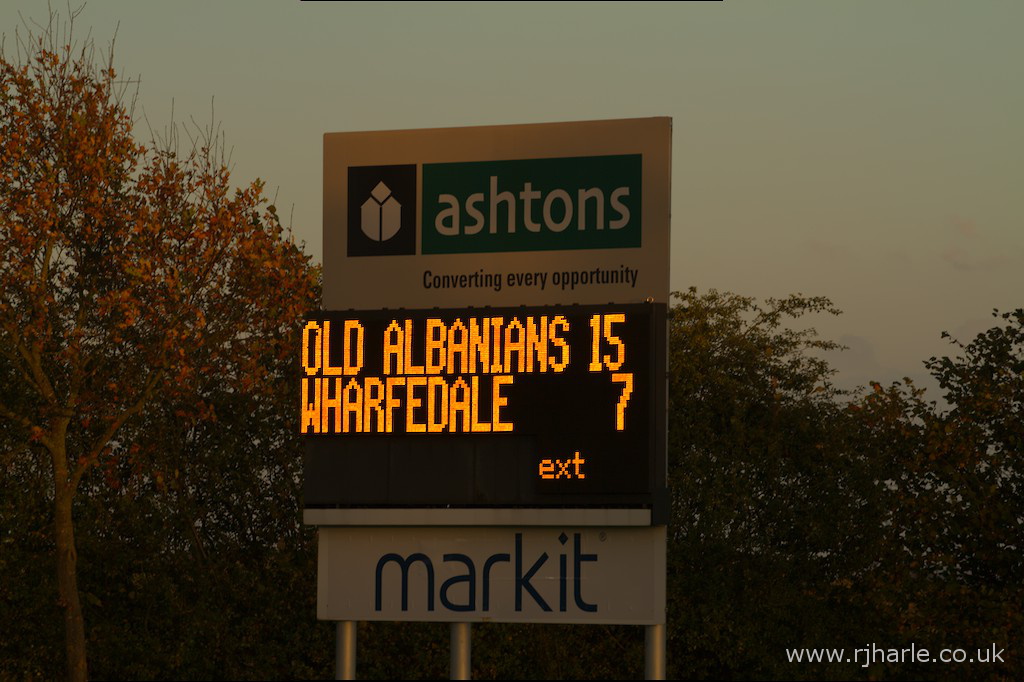 ashtons
Converting every opportunity
OLD ALBANIANS 15
WHARFEDALE 7
ext
markit®
www.rjharle.co.uk